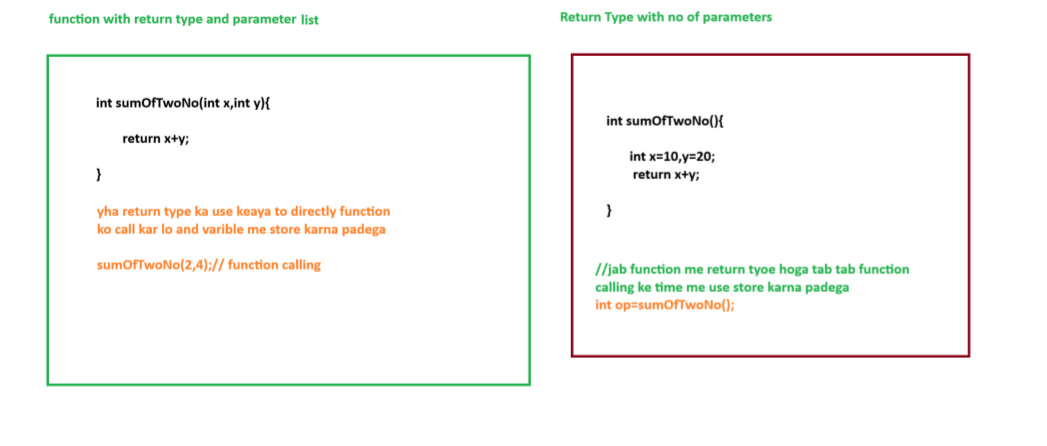 function with return type and parameter list
int sumOfTwoNo(int x,int y){
return x+y;
}
yha return type ka use keaya to directly function
ko call kar lo and varible me store karna padega
sumOfTwoNo(2,4);// function calling
Return Type with no of parameters
int sumOfTwoNo(){
int x=10,y=20;
return x+y;
}
//jab function me return tyoe hoga tab tab function
calling ke time me use store karna padega
int op=sumOfTwoNo();